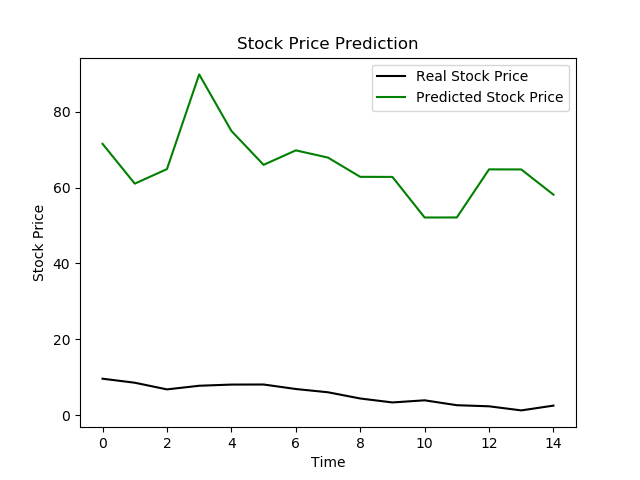 Stock Price Prediction
Real Stock Price
Predicted Stock Price
80
60
40
20
0
Stock Price
0 2 4 6 8 10 12 14
Time